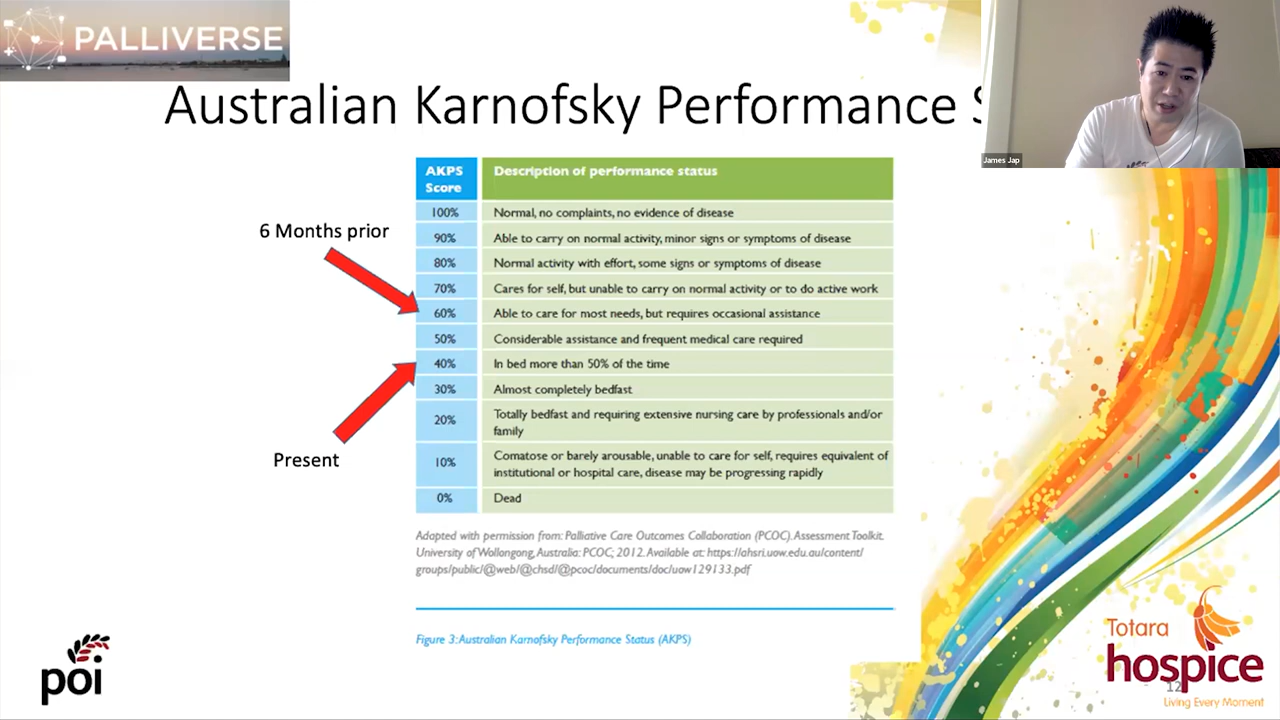 PALLIVERSE
Australian Karnofsky Performance S
James Jap
AKPS Score
Description of performance status
100%
Normal, no complaints, no evidence of disease
90%
Able to carry on normal activity, minor signs or symptoms of disease
80%
Normal activity with effort, some signs or symptoms of disease
70%
Cares for self, but unable to carry on normal activity or to do active work
60%
Able to care for most needs, but requires occasional assistance
50%
Considerable assistance and frequent medical care required
40%
In bed more than 50% of the time
30%
Almost completely bedfast
20%
Totally bedfast and requiring extensive nursing care by professionals and/or
family
10%
Comatose or barely arousable, unable to care for self, requires equivalent of
institutional or hospital care, disease may be progressing rapidly
0%
Dead
6 Months prior
Present
Adapted with permission from: Palliative Care Outcomes Collaboration (PCOC). Assessment Toolkit.
University of Wollongong, Australia: PCOC; 2012. Available at: https://ahsri.uow.edu.au/content/
groups/public/@web/@chsd/@pcoc/documents/doc/uow129133.pdf
Figure 3: Australian Karnofsky Performance Status (AKPS)
poi
Totara
hospice
12
Living Every Moment